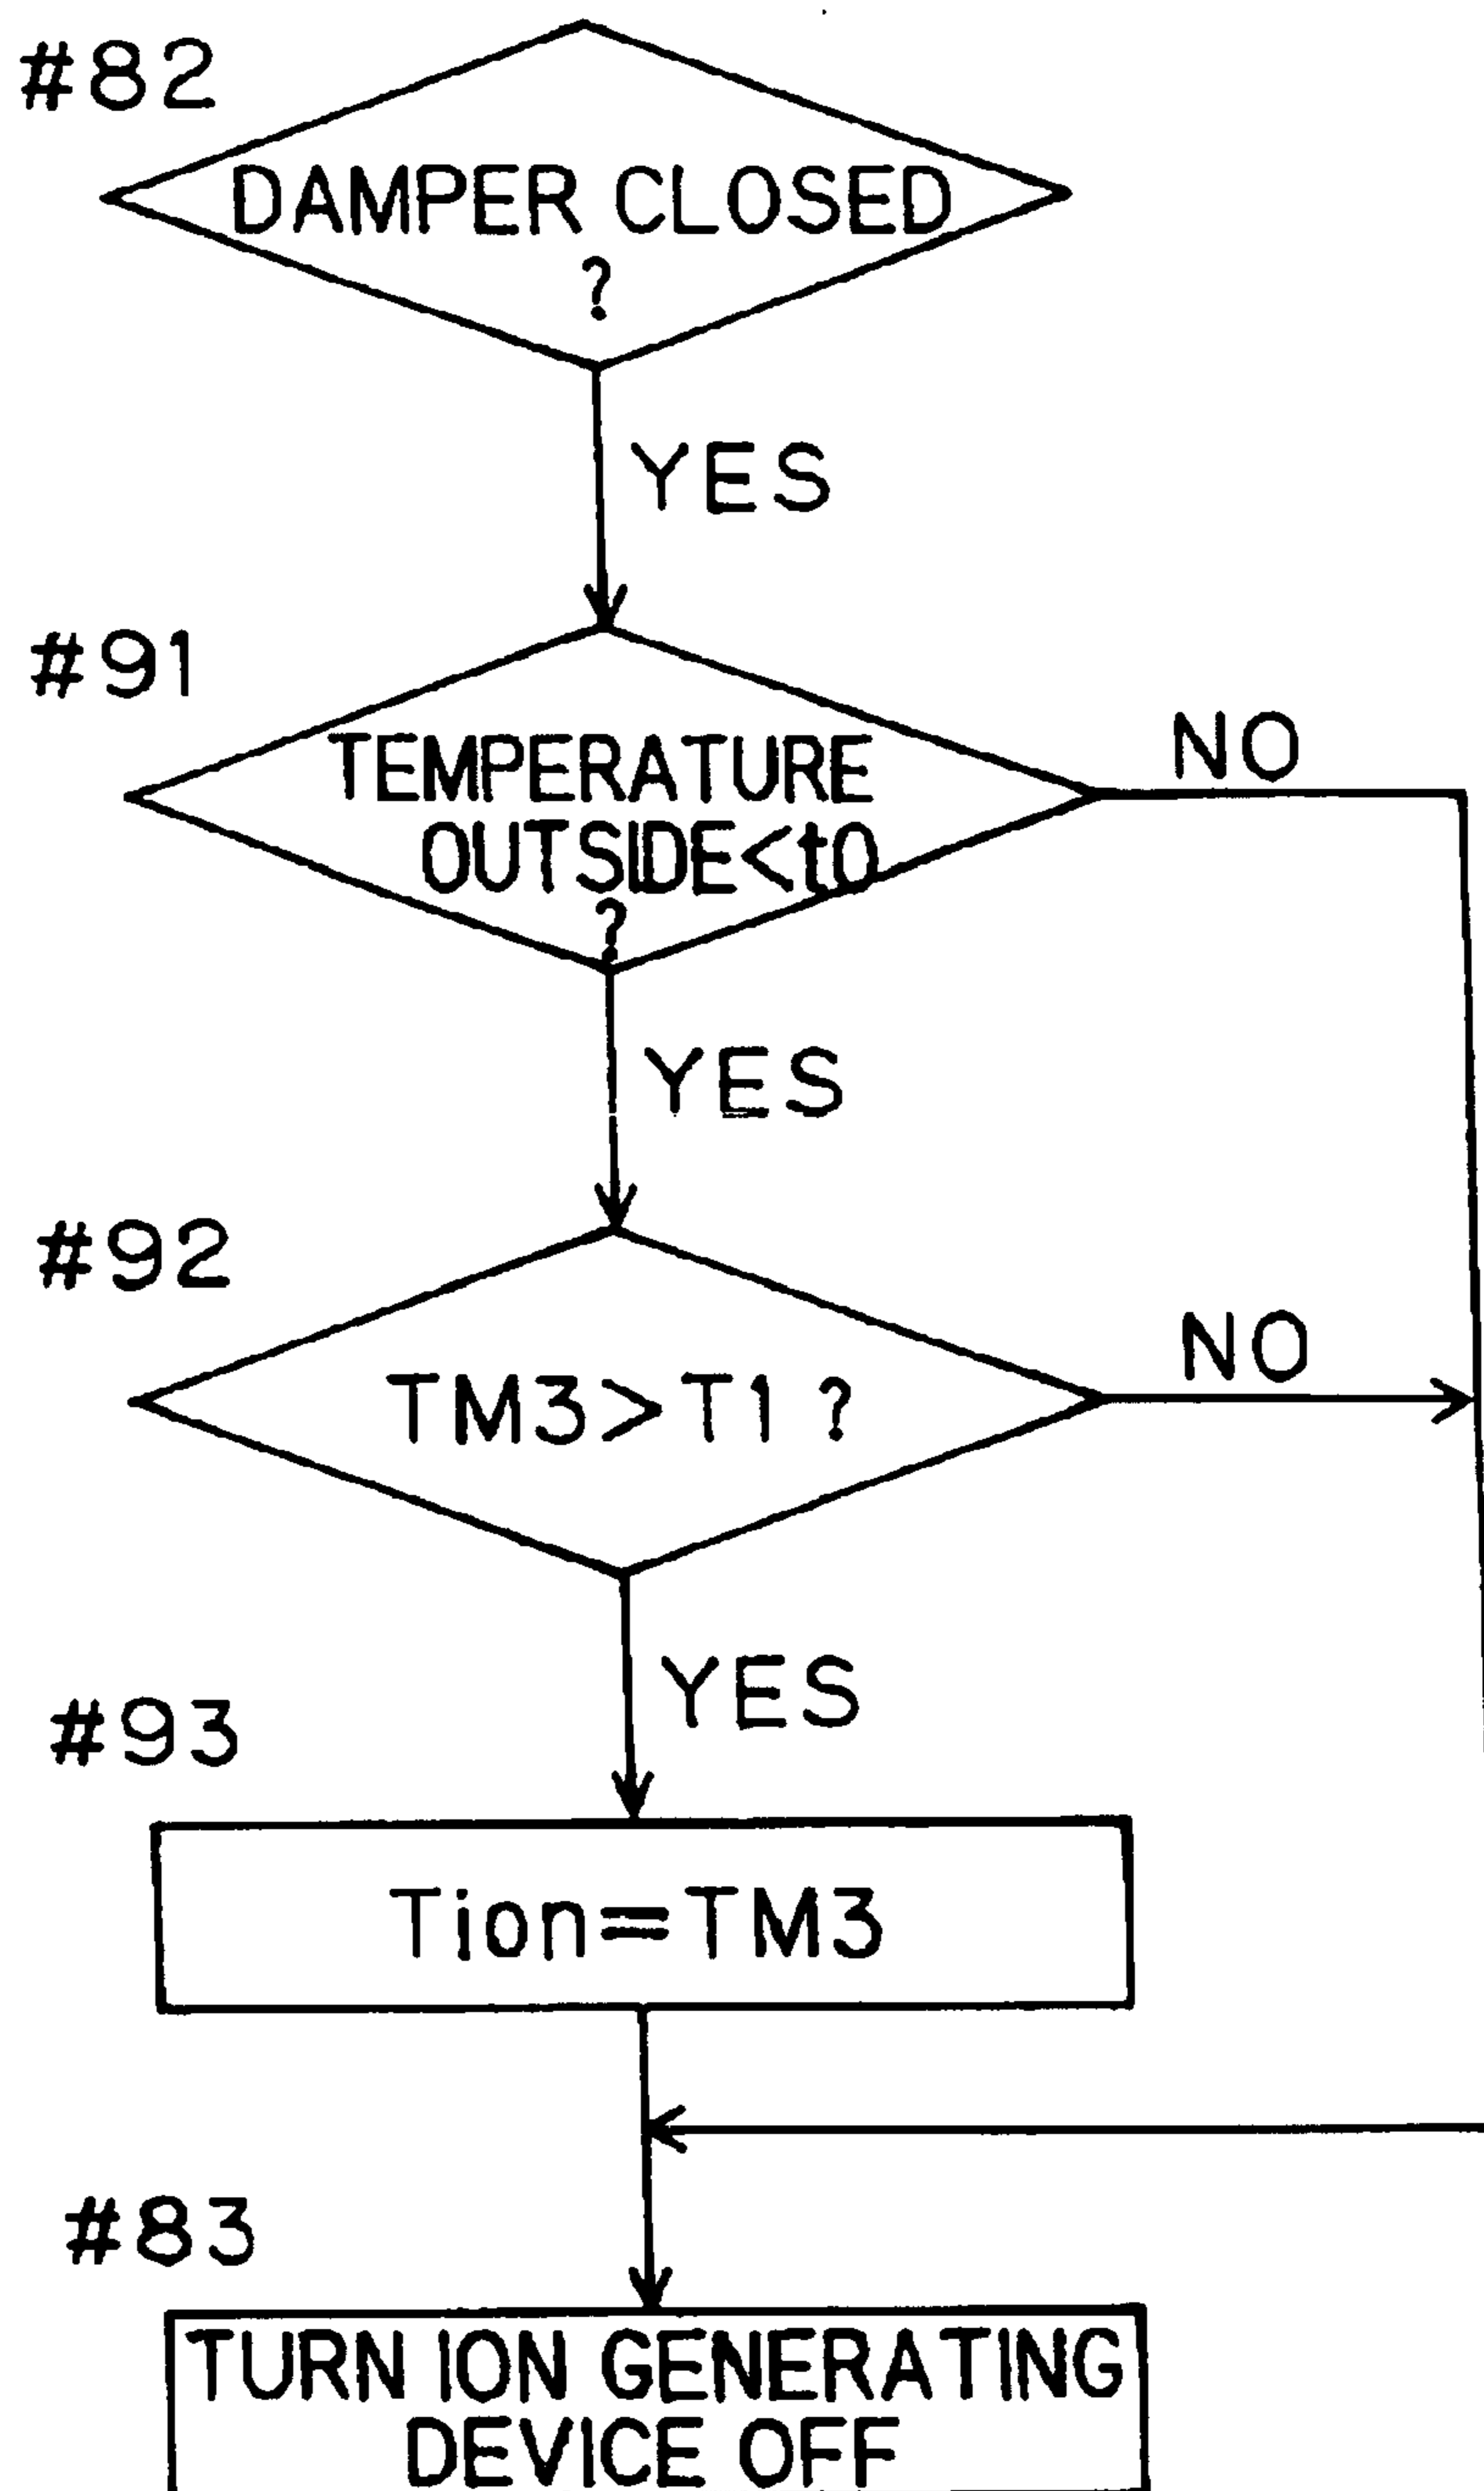 #82
DAMPER CLOSED
?
YES
#91
TEMPERATURE
OUTSIDE<t0
?
NO
YES
#92
TM3>T1 ?
NO
YES
#93
Tion=TM3
#83
TURN ION GENERATING
DEVICE OFF